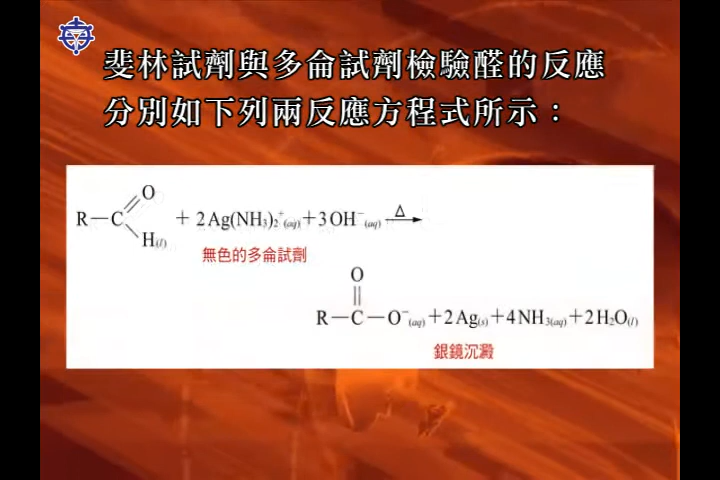 斐林試劑與多侖試劑檢驗醛的反應
分別如下列兩反應方程式所示：
O
R－C
H(l)
+ 2Ag(NH₃)₂⁺(aq)+3OH⁻(aq) Δ→
無色的多侖試劑
O
||
R－C－O⁻(aq)+2Ag(s)+4NH₃(aq)+2H₂O(l)
銀鏡沉澱